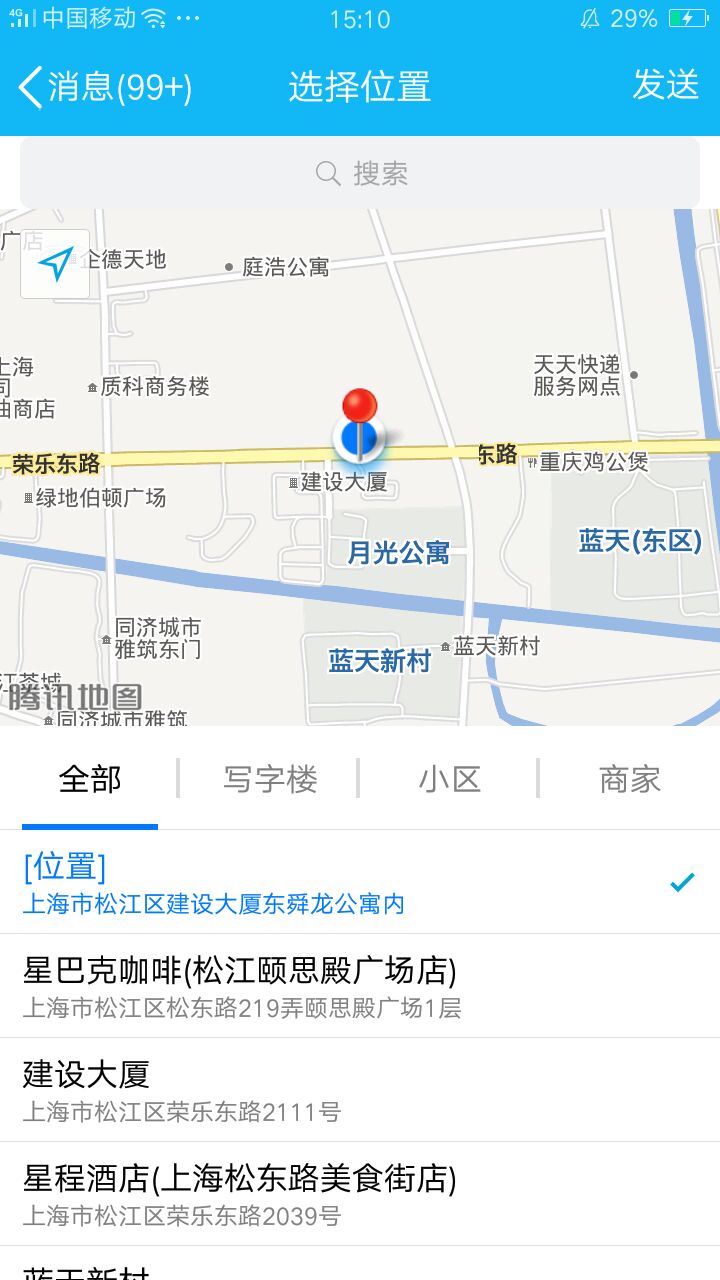 4G 中国移动 ··· 15:10 29%
消息(99+) 选择位置 发送
搜索
广店
企德天地
庭浩公寓
上海
司
油商店
质科商务楼
天天快递
服务网点
荣乐东路
东路
重庆鸡公煲
建设大厦
绿地伯顿广场
月光公寓
蓝天(东区)
同济城市
雅筑东门
蓝天新村
蓝天新村
江荟城
腾讯地图
同济城市雅筑
全部 写字楼 小区 商家
[位置]
上海市松江区建设大厦东舜龙公寓内
星巴克咖啡(松江颐思殿广场店)
上海市松江区松东路219弄颐思殿广场1层
建设大厦
上海市松江区荣乐东路2111号
星程酒店(上海松东路美食街店)
上海市松江区荣乐东路2039号
蓝天新村